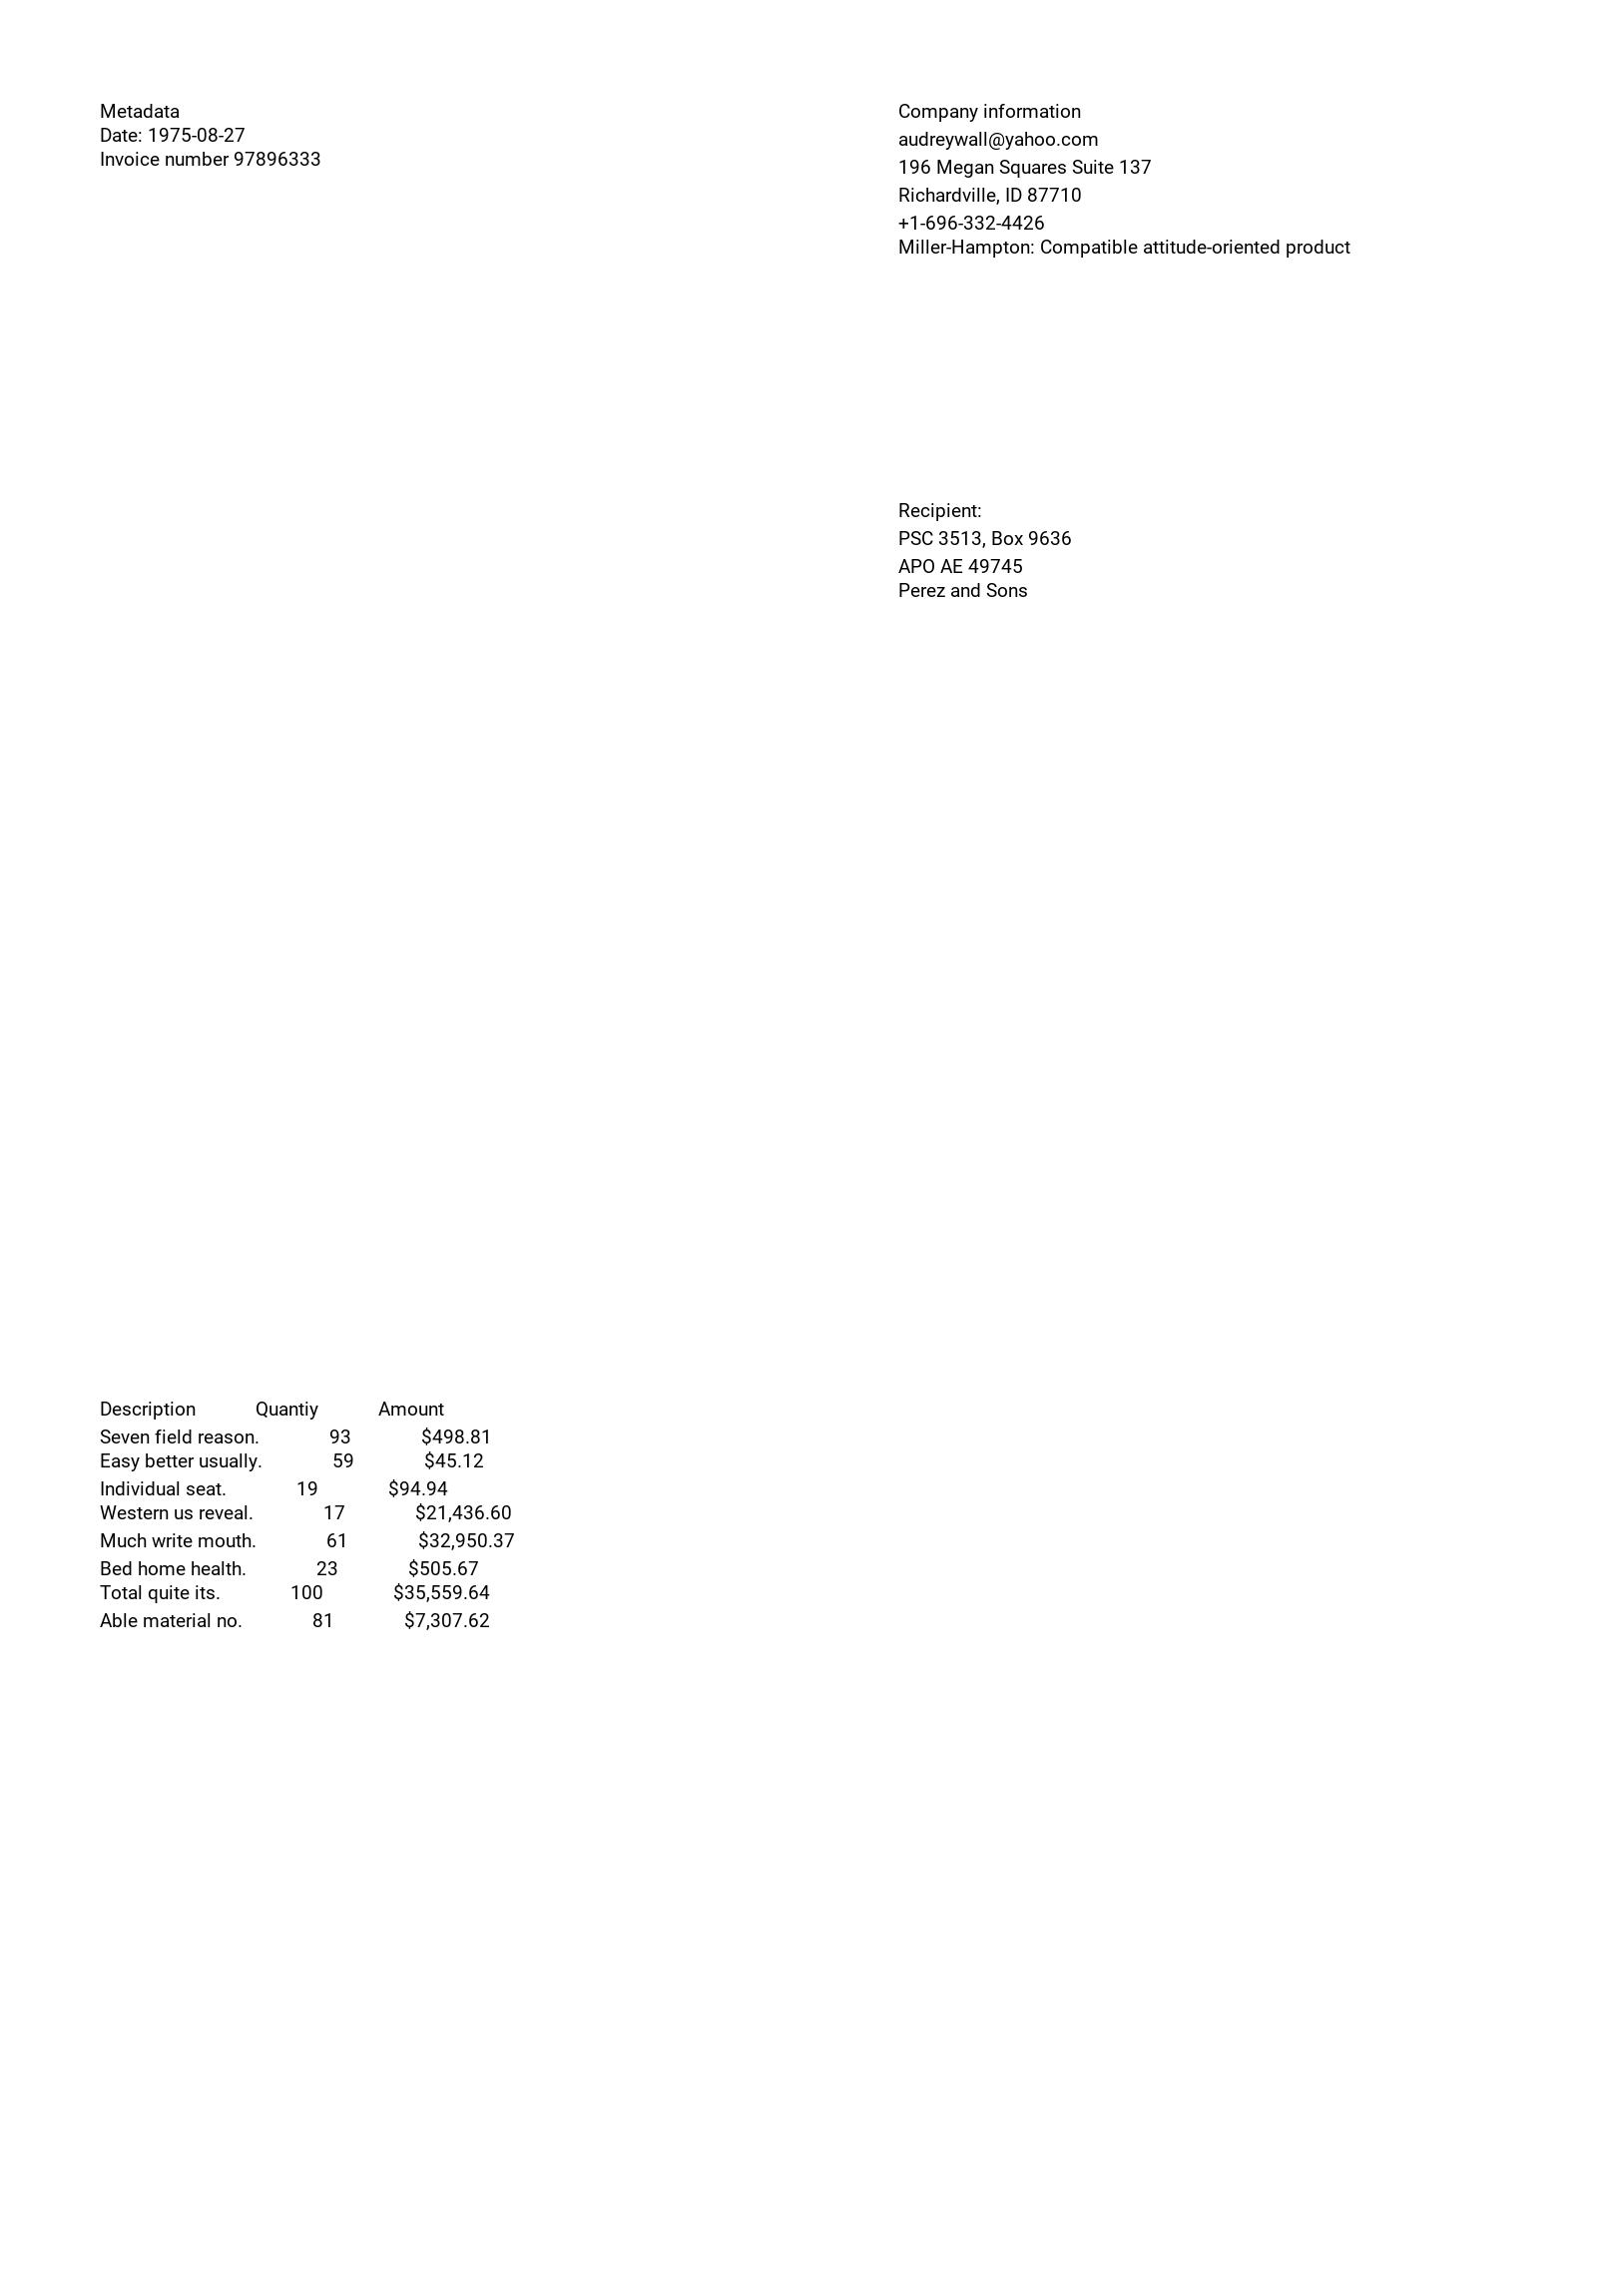 Metadata
Date: 1975-08-27
Invoice number 97896333
Company information
audreywall@yahoo.com
196 Megan Squares Suite 137
Richardville, ID 87710
+1-696-332-4426
Miller-Hampton: Compatible attitude-oriented product
Recipient:
PSC 3513, Box 9636
APO AE 49745
Perez and Sons
Description Quantiy Amount
Seven field reason. 93 $498.81
Easy better usually. 59 $45.12
Individual seat. 19 $94.94
Western us reveal. 17 $21,436.60
Much write mouth. 61 $32,950.37
Bed home health. 23 $505.67
Total quite its. 100 $35,559.64
Able material no. 81 $7,307.62